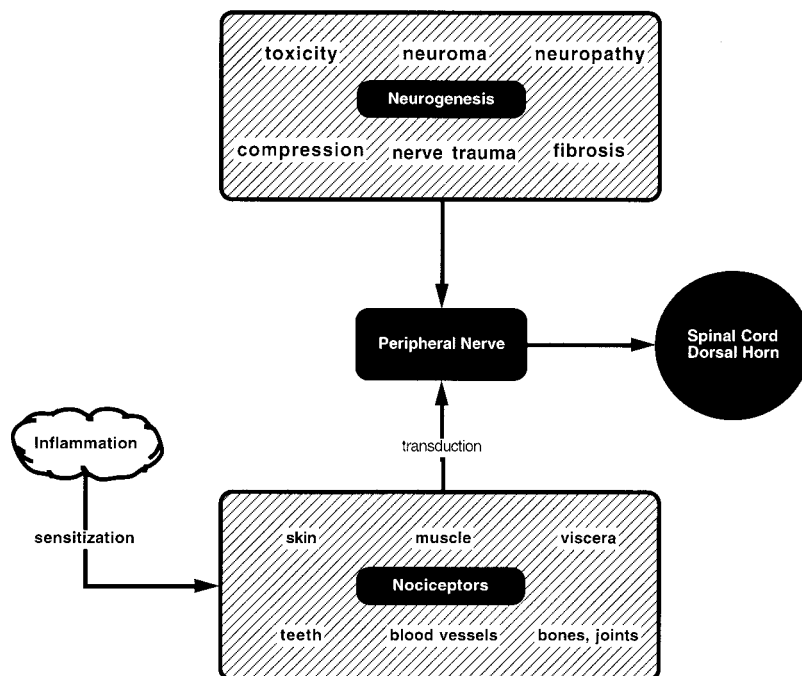 toxicity neuroma neuropathy
Neurogenesis
compression nerve trauma fibrosis
Peripheral Nerve
Spinal Cord
Dorsal Horn
Inflammation
transduction
sensitization
skin muscle viscera
Nociceptors
teeth blood vessels bones, joints